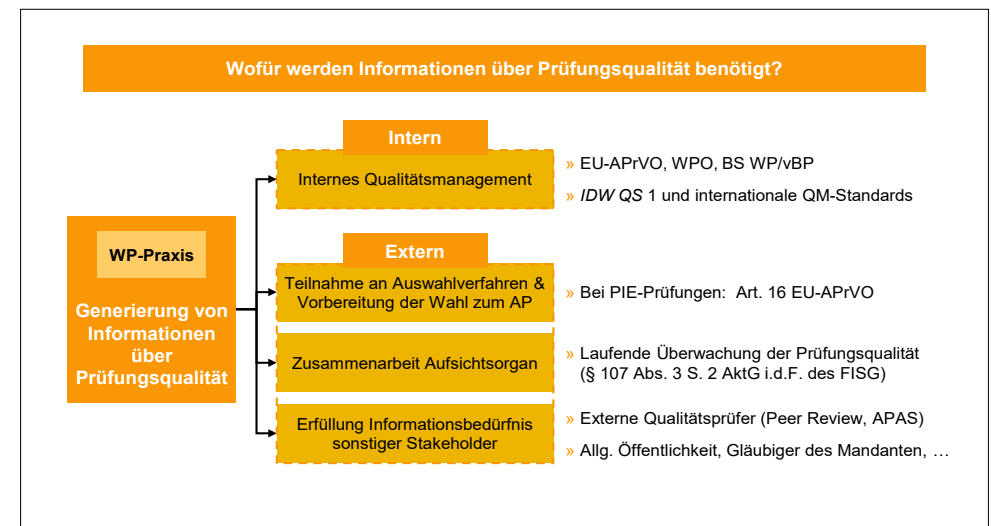 Wofür werden Informationen über Prüfungsqualität benötigt?
Intern
Internes Qualitätsmanagement
» EU-APrVO, WPO, BS WP/vBP
» IDW QS 1 und internationale QM-Standards
WP-Praxis
Generierung von
Informationen
über
Prüfungsqualität
Extern
Teilnahme an Auswahlverfahren &
Vorbereitung der Wahl zum AP
» Bei PIE-Prüfungen: Art. 16 EU-APrVO
Zusammenarbeit Aufsichtsorgan
» Laufende Überwachung der Prüfungsqualität
(§ 107 Abs. 3 S. 2 AktG i.d.F. des FISG)
Erfüllung Informationsbedürfnis
sonstiger Stakeholder
» Externe Qualitätsprüfer (Peer Review, APAS)
» Allg. Öffentlichkeit, Gläubiger des Mandanten, …